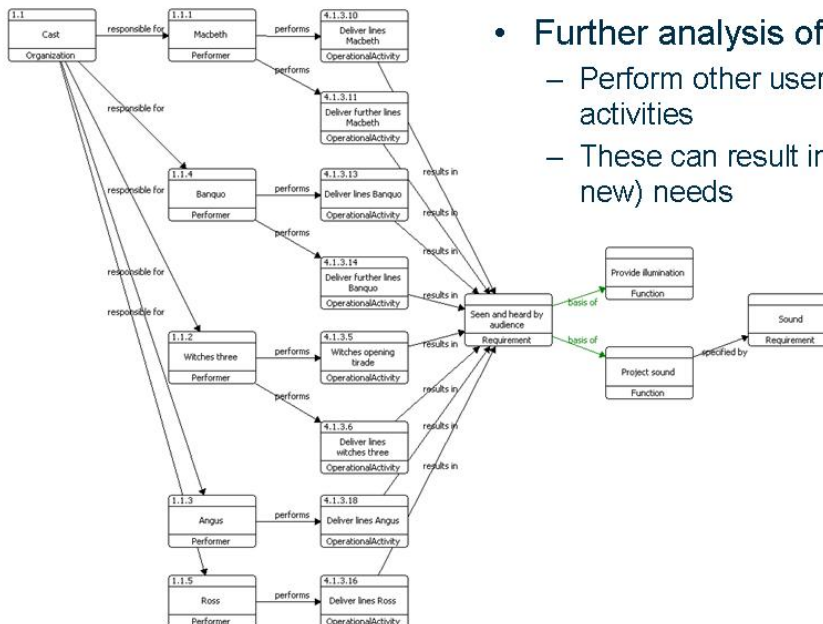 1.1
Cast
Organization
responsible for
responsible for
responsible for
responsible for
responsible for
1.1.1
Macbeth
Performer
performs
performs
4.1.3.10
Deliver lines
Macbeth
OperationalActivity
4.1.3.11
Deliver further lines
Macbeth
OperationalActivity
1.1.4
Banquo
Performer
performs
performs
4.1.3.13
Deliver lines Banquo
OperationalActivity
4.1.3.14
Deliver further lines
Banquo
OperationalActivity
1.1.2
Witches three
Performer
performs
performs
4.1.3.5
Witches opening
tirade
OperationalActivity
4.1.3.6
Deliver lines
witches three
OperationalActivity
1.1.3
Angus
Performer
performs
4.1.3.18
Deliver lines Angus
OperationalActivity
1.1.5
Ross
Performer
performs
4.1.3.16
Deliver lines Ross
OperationalActivity
results in
results in
results in
results in
results in
results in
results in
results in
Seen and heard by
audience
Requirement
basis of
basis of
Provide illumination
Function
Project sound
Function
specified by
Sound
Requirement
• Further analysis of
– Perform other user
activities
– These can result in
new) needs